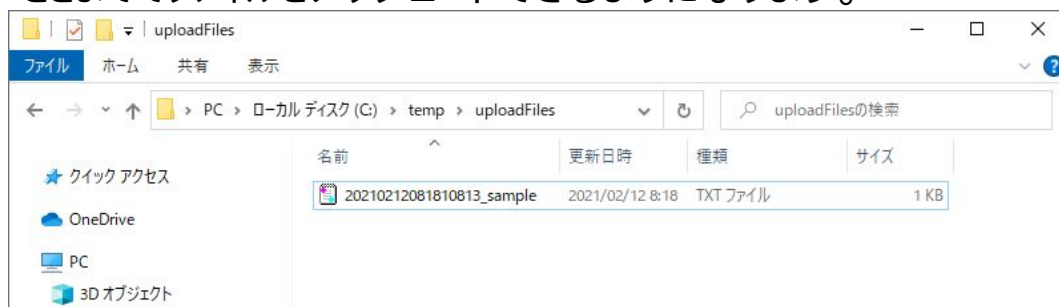 ここまででファイルをアップロードできるようになります。
uploadFiles
ファイル ホーム 共有 表示
PC > ローカル ディスク (C:) > temp > uploadFiles
uploadFilesの検索
名前 更新日時 種類 サイズ
クイック アクセス
20210212081810813_sample 2021/02/12 8:18 TXT ファイル 1 KB
OneDrive
PC
3D オブジェクト